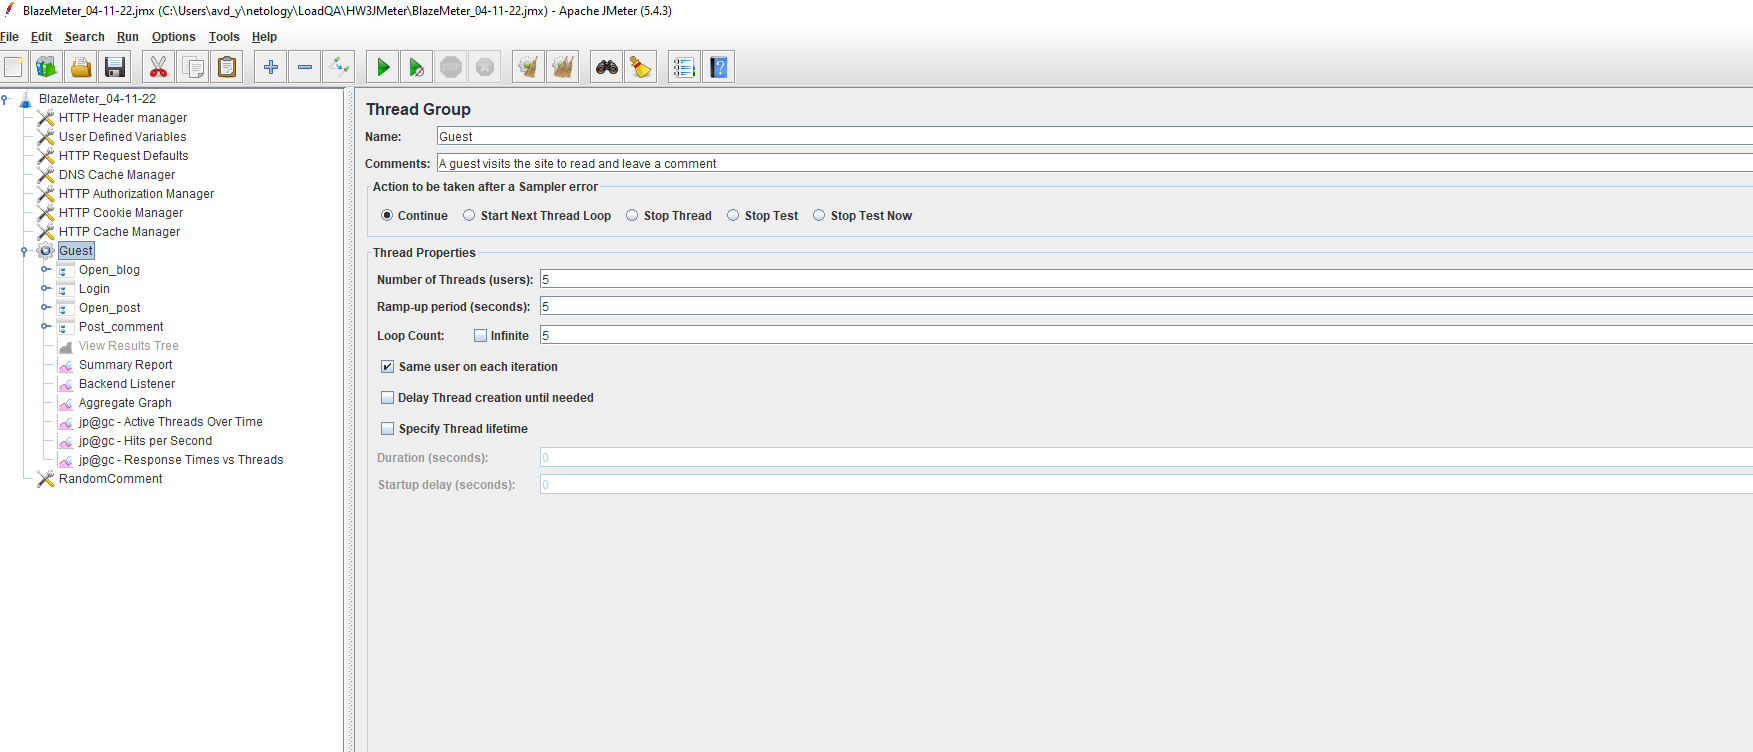 BlazeMeter_04-11-22.jmx (C:\Users\avd_y\netology\LoadQA\HW3JMeter\BlazeMeter_04-11-22.jmx) - Apache JMeter (5.4.3)
File Edit Search Run Options Tools Help
STOP
BlazeMeter_04-11-22
HTTP Header manager
User Defined Variables
HTTP Request Defaults
DNS Cache Manager
HTTP Authorization Manager
HTTP Cookie Manager
HTTP Cache Manager
Guest
Open_blog
Login
Open_post
Post_comment
View Results Tree
Summary Report
Backend Listener
Aggregate Graph
jp@gc - Active Threads Over Time
jp@gc - Hits per Second
jp@gc - Response Times vs Threads
RandomComment
Thread Group
Name: Guest
Comments: A guest visits the site to read and leave a comment
Action to be taken after a Sampler error
Continue Start Next Thread Loop Stop Thread Stop Test Stop Test Now
Thread Properties
Number of Threads (users): 5
Ramp-up period (seconds): 5
Loop Count: Infinite 5
Same user on each iteration
Delay Thread creation until needed
Specify Thread lifetime
Duration (seconds): 0
Startup delay (seconds): 0